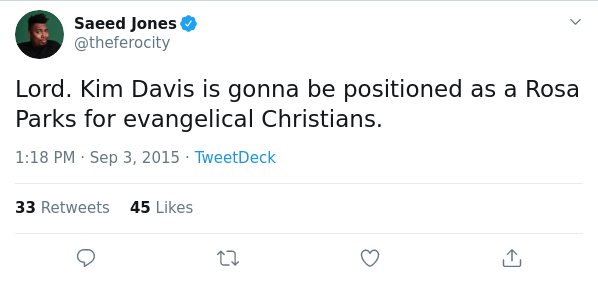 Saeed Jones
@theferocity
Lord. Kim Davis is gonna be positioned as a Rosa
Parks for evangelical Christians.
1:18 PM · Sep 3, 2015 · TweetDeck
33 Retweets 45 Likes